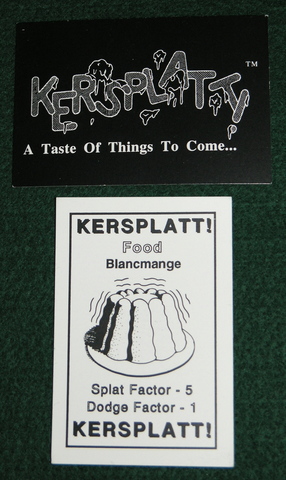 KERSPLATT! ™
A Taste Of Things To Come...
KERSPLATT!
Food
Blancmange
Splat Factor - 5
Dodge Factor - 1
KERSPLATT!